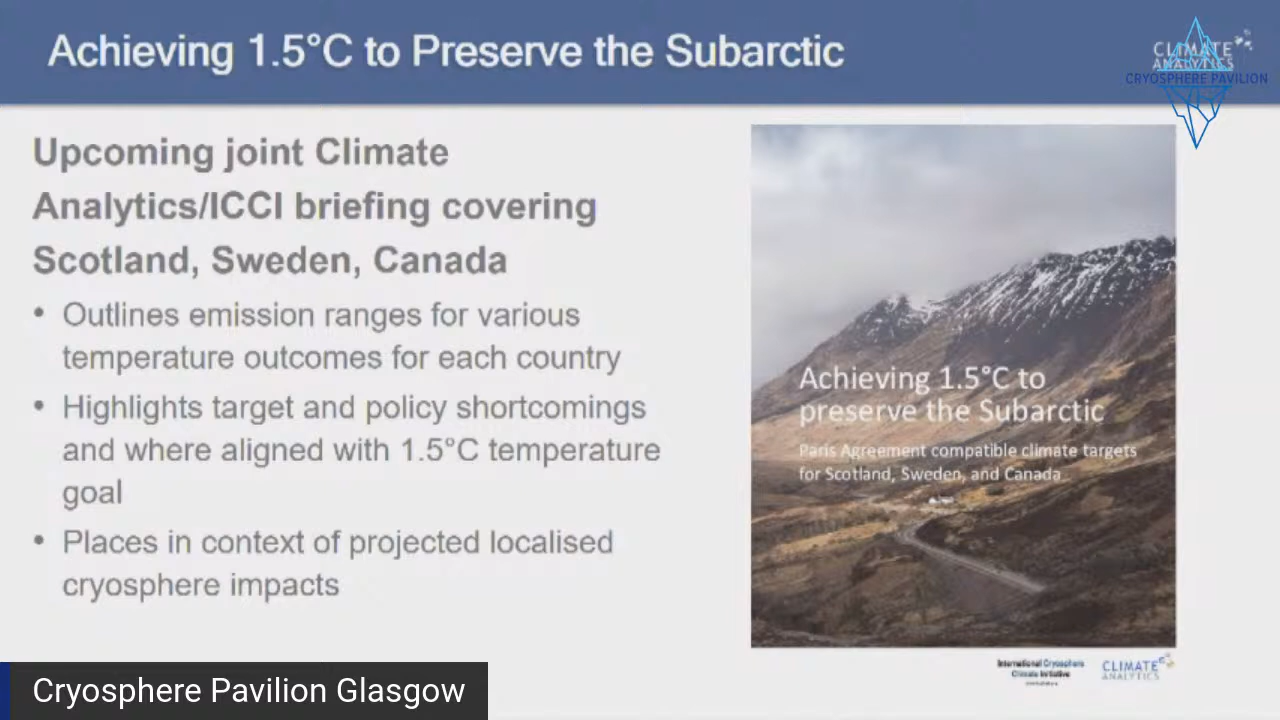 Achieving 1.5°C to Preserve the Subarctic
CLIMATE
ANALYTICS
CRYOSPHERE PAVILION
Upcoming joint Climate
Analytics/ICCI briefing covering
Scotland, Sweden, Canada
• Outlines emission ranges for various
temperature outcomes for each country
• Highlights target and policy shortcomings
and where aligned with 1.5°C temperature
goal
• Places in context of projected localised
cryosphere impacts
Achieving 1.5°C to
preserve the Subarctic
Paris Agreement compatible climate targets
for Scotland, Sweden, and Canada
International Cryosphere
Climate Initiative
CLIMATE
ANALYTICS
Cryosphere Pavilion Glasgow